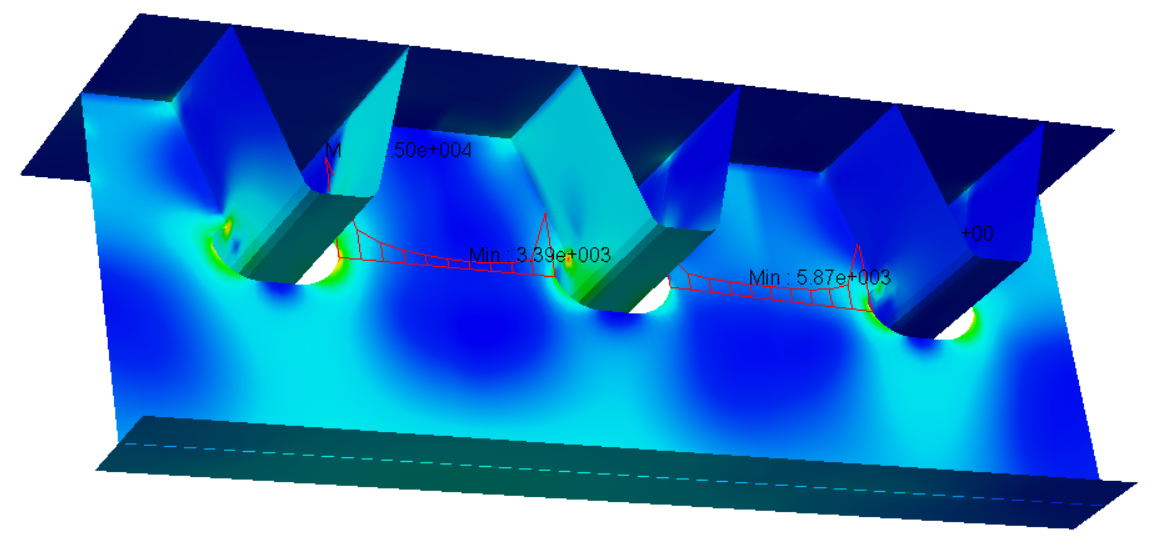 M .50e+004
+00
Min : 3.39e+003
Min : 5.87e+003